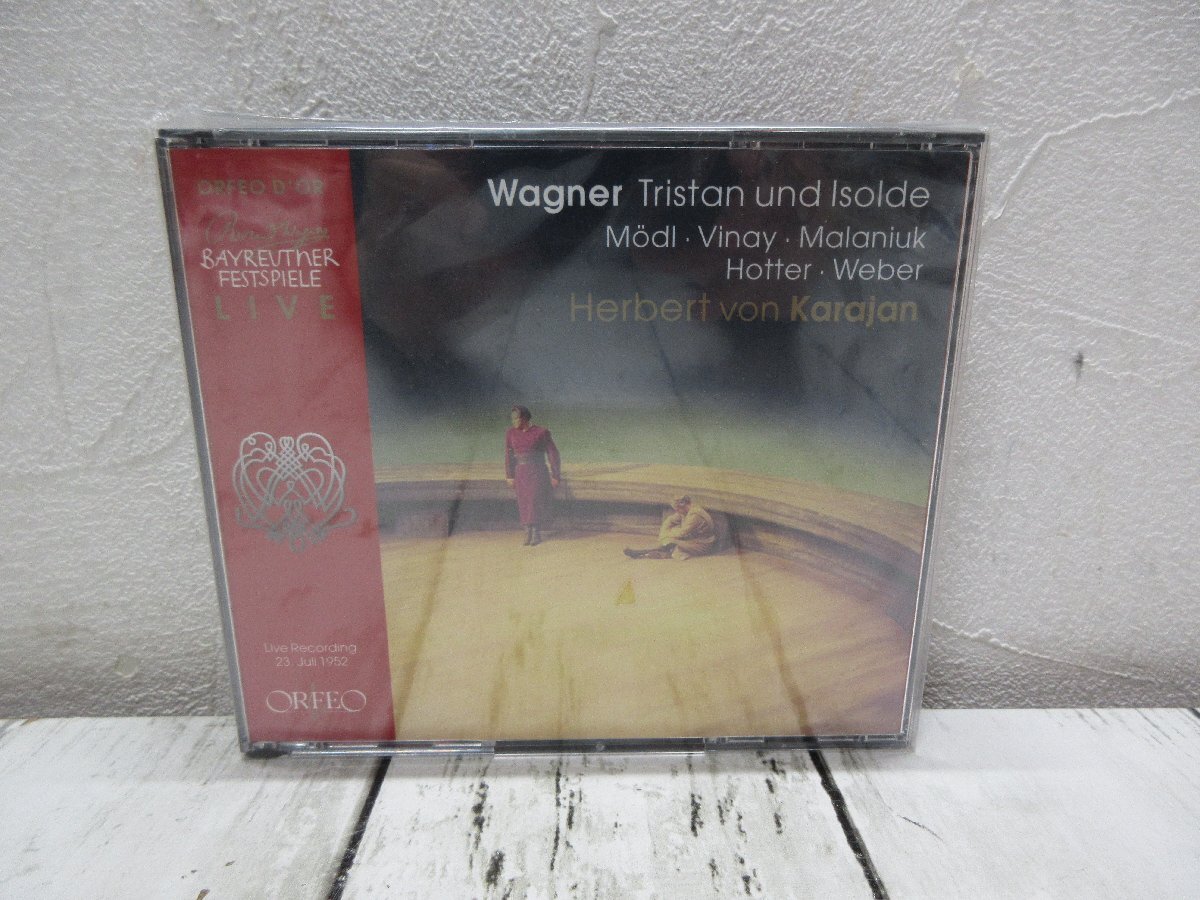 ORFEO D'OR
BAYREUTHER
FESTSPIELE
LIVE
Live Recording
23. Juli 1952
ORFEO
Wagner Tristan und Isolde
Mödl · Vinay · Malaniuk
Hotter · Weber
Herbert von Karajan